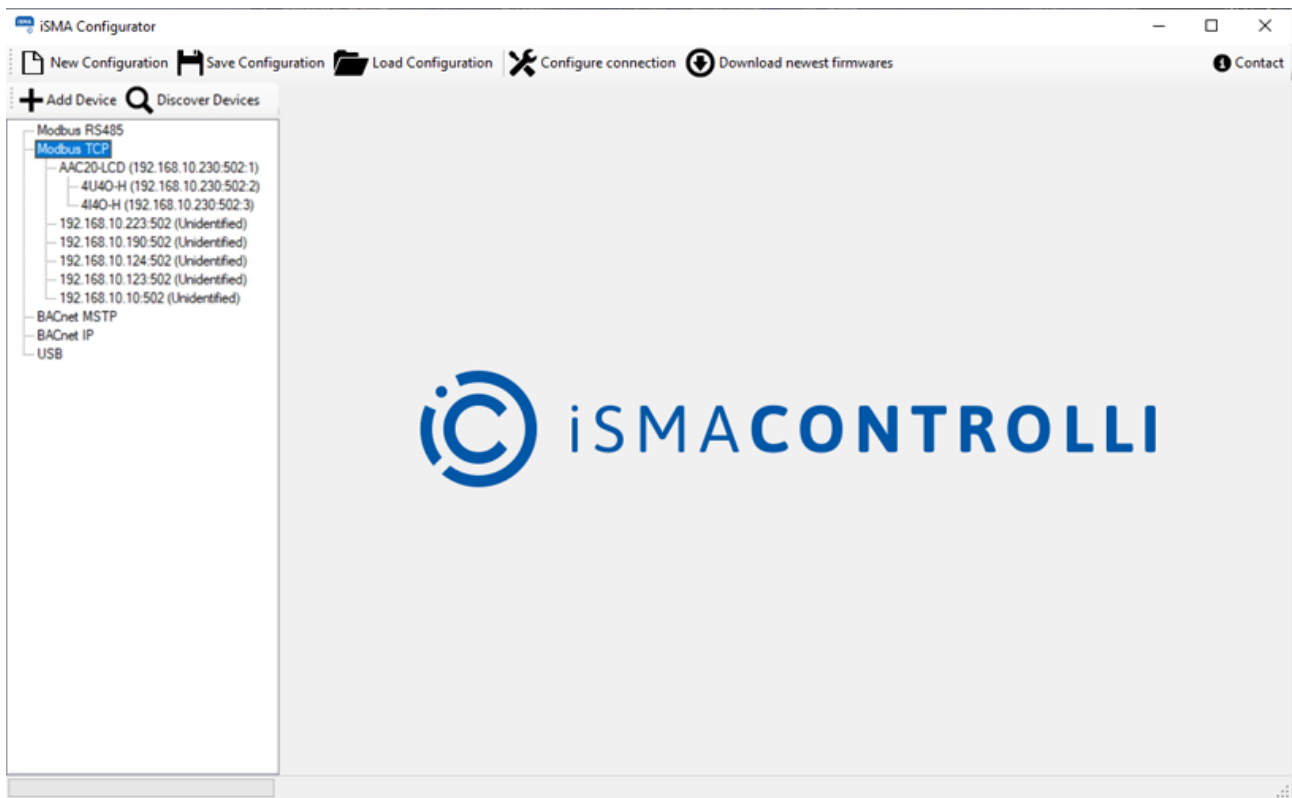 iSMA Configurator
New Configuration Save Configuration Load Configuration Configure connection Download newest firmwares Contact
Add Device Discover Devices
Modbus RS485
Modbus TCP
AAC20-LCD (192.168.10.230:502:1)
4U4O-H (192.168.10.230:502:2)
4I4O-H (192.168.10.230:502:3)
192.168.10.223:502 (Unidentified)
192.168.10.190:502 (Unidentified)
192.168.10.124:502 (Unidentified)
192.168.10.123:502 (Unidentified)
192.168.10.10:502 (Unidentified)
BACnet MSTP
BACnet IP
USB
iSMACONTROLLI